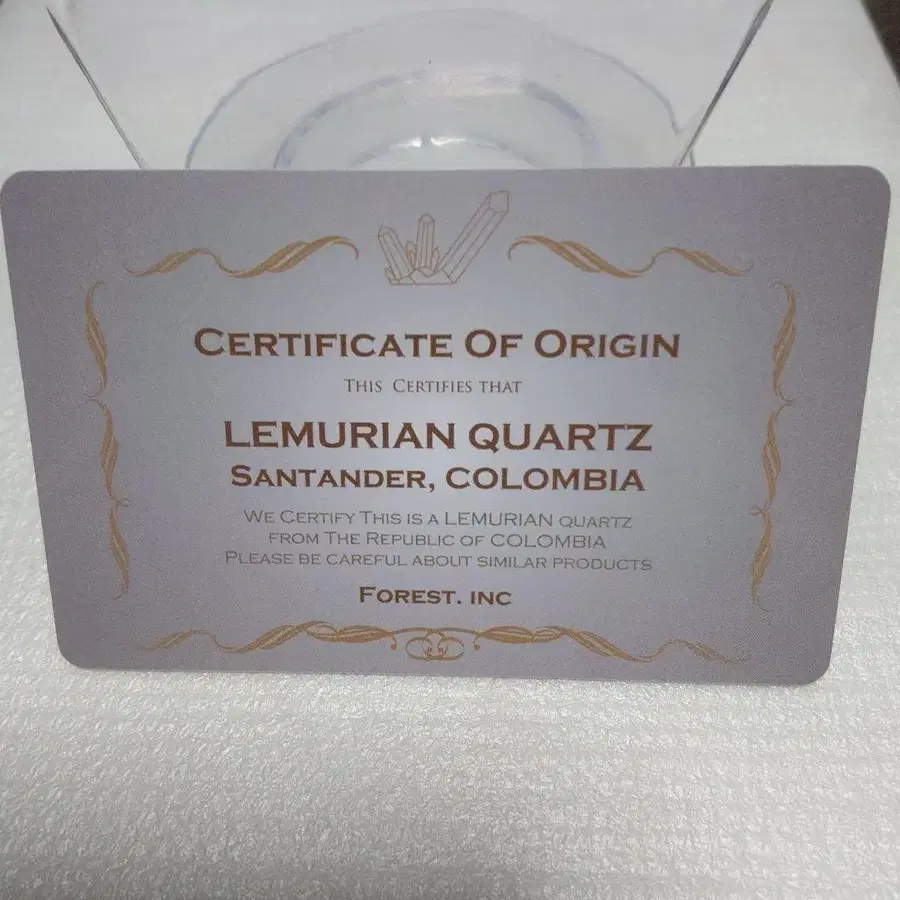 Certificate Of Origin
This Certifies that
LEMURIAN QUARTZ
Santander, COLOMBIA
We Certify This is a LEMURIAN quartz
from The Republic of COLOMBIA
Please be careful about similar products
Forest. inc